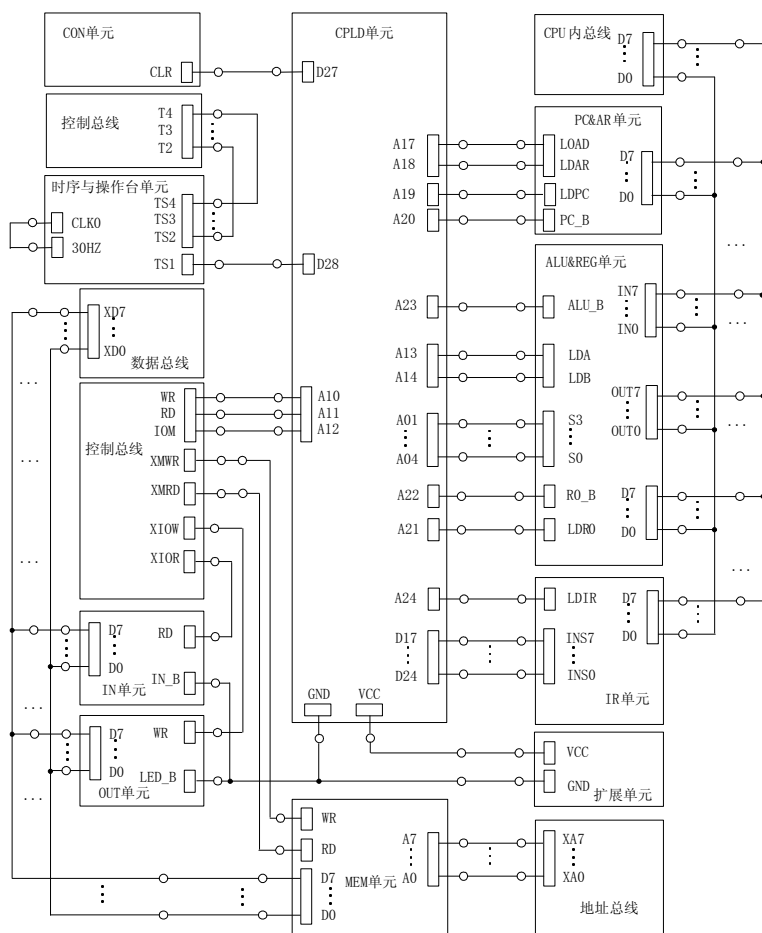 CON单元
CLR
控制总线
T4
T3
T2
时序与操作台单元
CLK0
30HZ
TS4
TS3
TS2
TS1
XD7
XD0
数据总线
...
控制总线
WR
RD
IOM
XMWR
XMRD
XIOW
XIOR
...
...
D7
D0
RD
IN_B
IN单元
...
D7
D0
WR
LED_B
OUT单元
...
CPLD单元
D27
D28
A10
A11
A12
A17
A18
A19
A20
A23
A13
A14
A01
A04
A22
A21
A24
D17
D24
GND
VCC
WR
RD
D7
D0
MEM单元
A7
A0
CPU内总线
D7
D0
PC&AR单元
LOAD
LDAR
LDPC
PC_B
D7
D0
...
ALU&REG单元
ALU_B
LDA
LDB
S3
S0
R0_B
LDR0
IN7
IN0
OUT7
OUT0
D7
D0
...
...
...
LDIR
INS7
INS0
D7
D0
IR单元
VCC
GND
扩展单元
XA7
XA0
地址总线